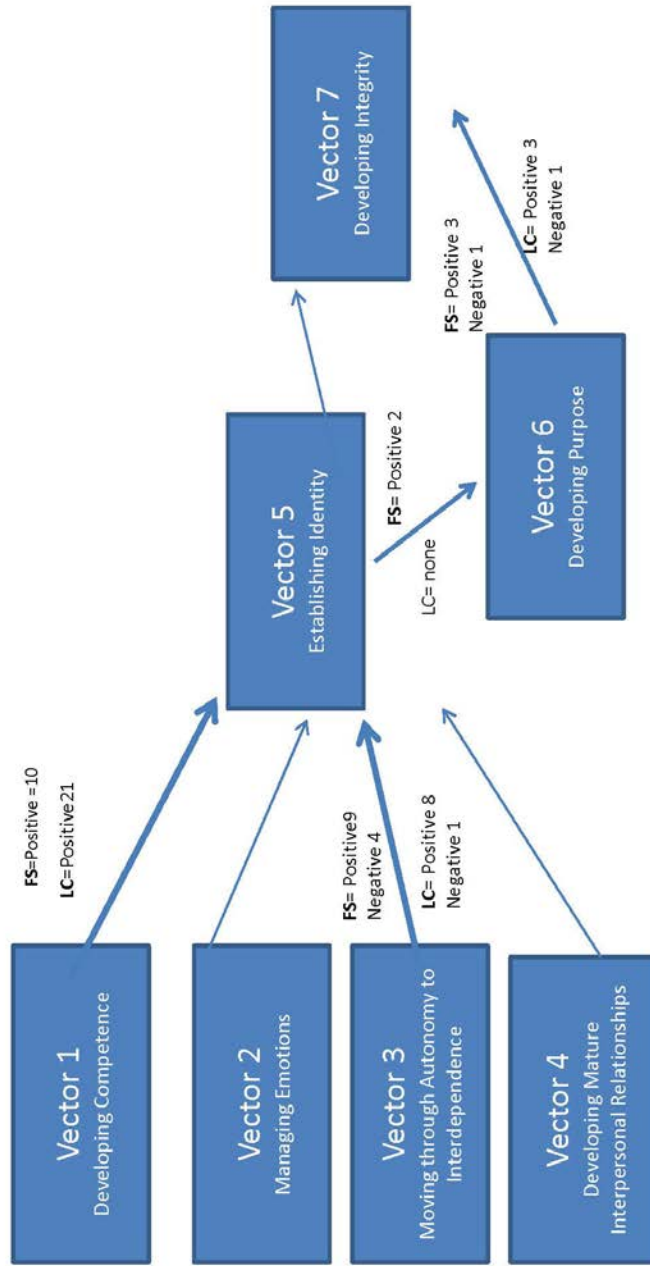 Vector 1
Developing Competence
Vector 2
Managing Emotions
Vector 3
Moving through Autonomy to
Interdependence
Vector 4
Developing Mature
Interpersonal Relationships
FS=Positive =10
LC=Positive21
FS= Positive9
Negative 4
LC= Positive 8
Negative 1
Vector 5
Establishing Identity
LC= none
FS= Positive 2
Vector 6
Developing Purpose
FS= Positive 3
Negative 1
LC= Positive 3
Negative 1
Vector 7
Developing Integrity